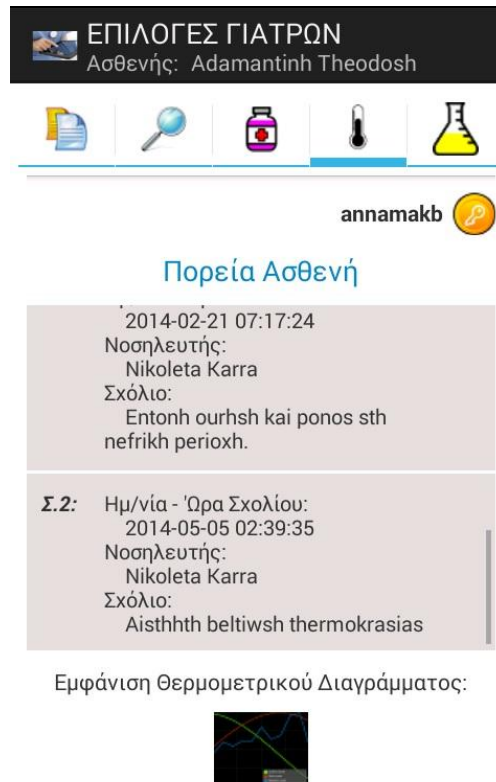 ΕΠΙΛΟΓΕΣ ΓΙΑΤΡΩΝ
Ασθενής: Adamantinh Theodosh
annamakb
Πορεία Ασθενή
2014-02-21 07:17:24
Νοσηλευτής:
Nikoleta Karra
Σχόλιο:
Entonh ourhsh kai ponos sth
nefrikh perioxh.
Σ.2: Ημ/νία - 'Ωρα Σχολίου:
2014-05-05 02:39:35
Νοσηλευτής:
Nikoleta Karra
Σχόλιο:
Aisthhth beltiwsh thermokrasias
Εμφάνιση Θερμομετρικού Διαγράμματος: